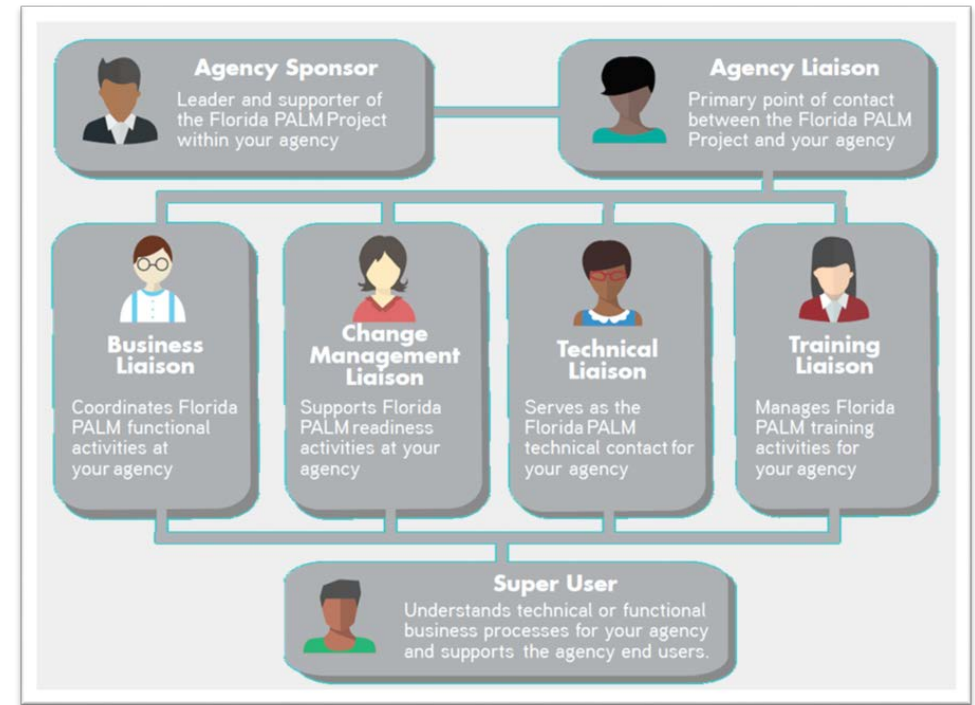 Agency Sponsor
Leader and supporter of
the Florida PALM Project
within your agency
Agency Liaison
Primary point of contact
between the Florida PALM
Project and your agency
Business
Liaison
Coordinates Florida
PALM functional
activities at
your agency
Change
Management
Liaison
Supports Florida
PALM readiness
activities at your
agency
Technical
Liaison
Serves as the
Florida PALM
technical contact for
your agency
Training
Liaison
Manages Florida
PALM training
activities for
your agency
Super User
Understands technical or functional
business processes for your agency
and supports the agency end users.